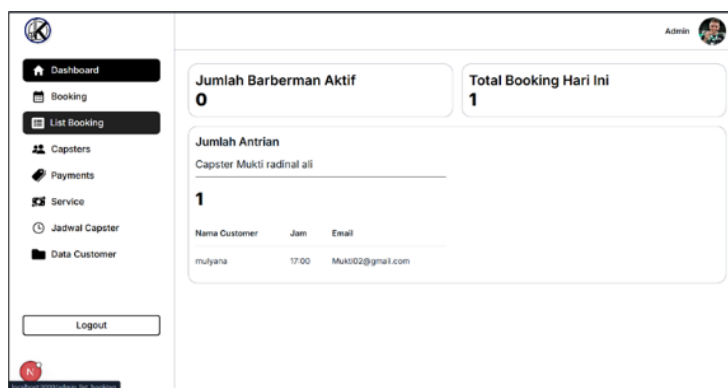 Admin
Dashboard
Booking
List Booking
Capsters
Payments
Service
Jadwal Capster
Data Customer
Logout
Jumlah Barberman Aktif
0
Total Booking Hari Ini
1
Jumlah Antrian
Capster Mukti radinal ali
1
Nama Customer Jam Email
mulyana 17:00 Mukti02@gmail.com
N